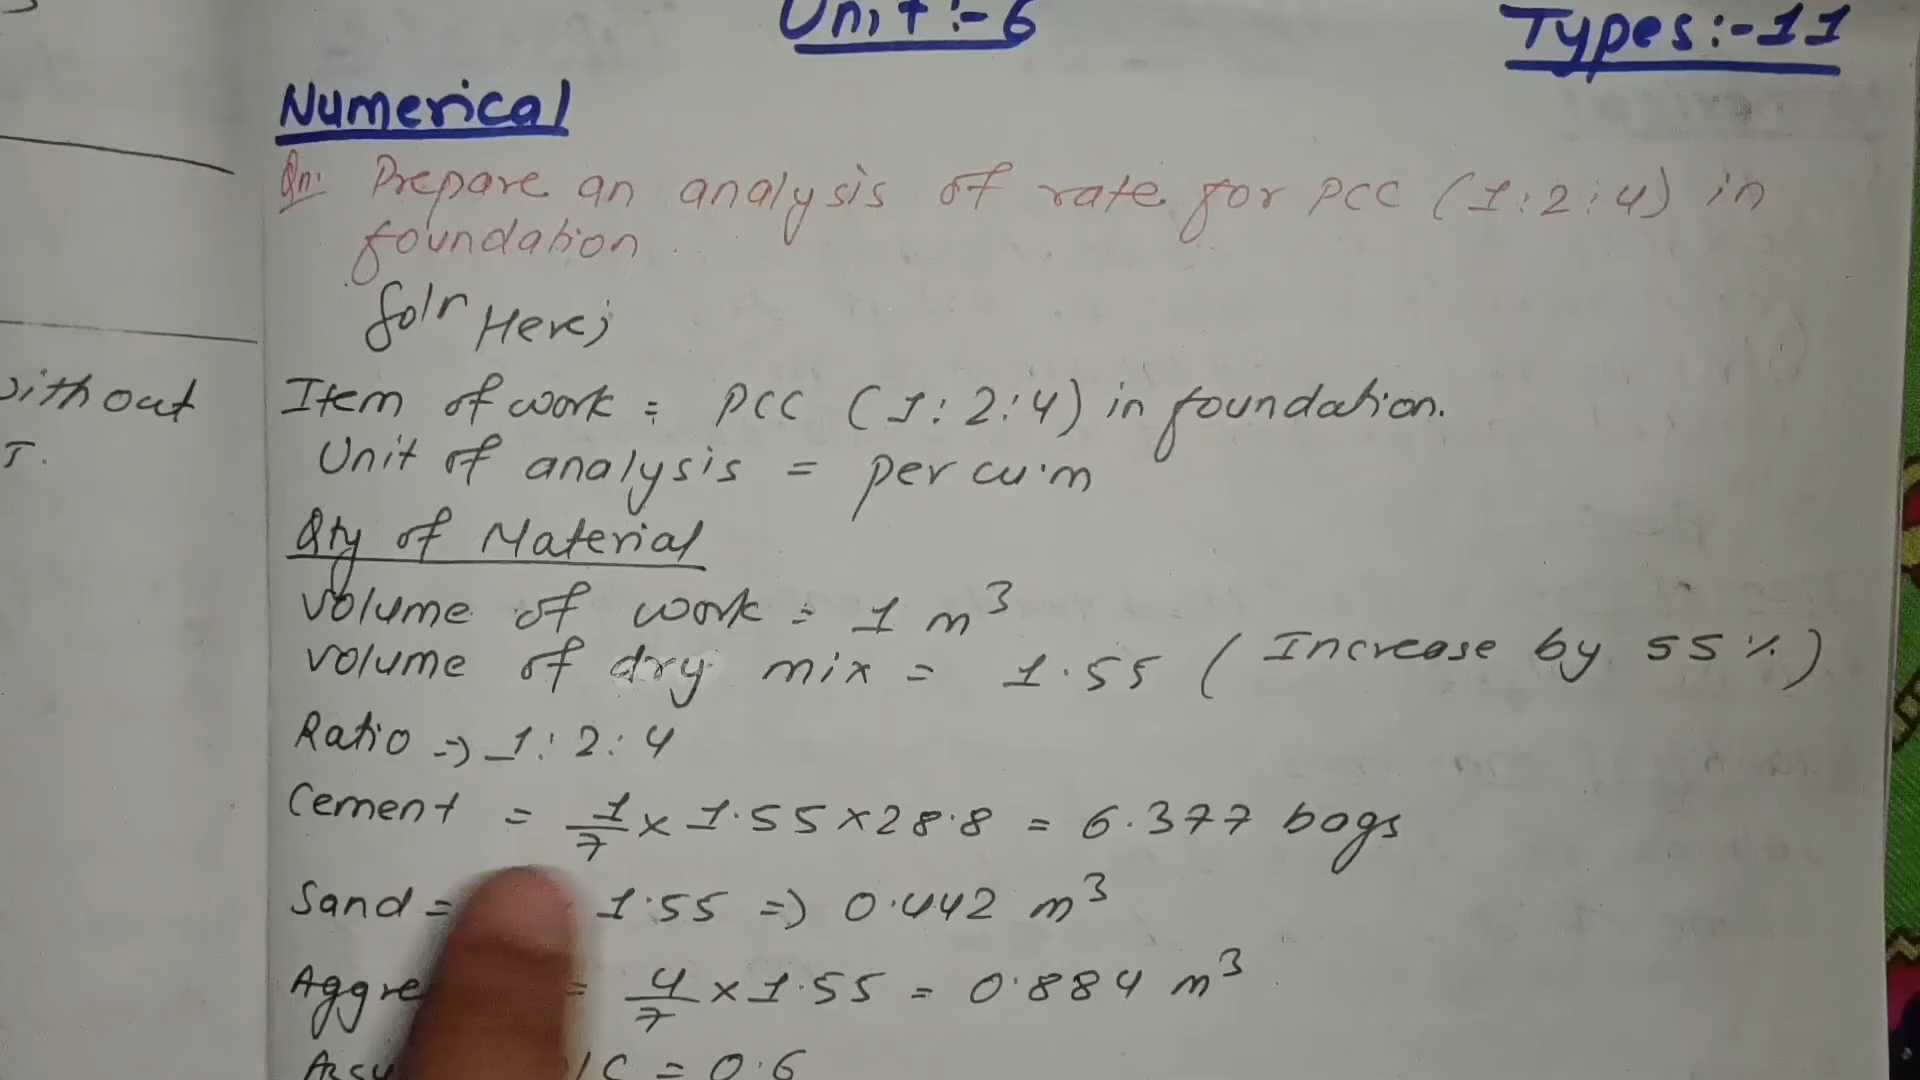 Unit:-6
Types:-11
Numerical
Qn: Prepare an analysis of rate for PCC (1:2:4) in
foundation.
Soln Here;
ithout
Item of work = PCC (1:2:4) in foundation.
Unit of analysis = per cu.m
Qty of Material
Volume of work = 1 m³
Volume of dry mix = 1.55 (Increase by 55%)
Ratio => 1:2:4
Cement = 1/7 × 1.55 × 28.8 = 6.377 bags
Sand = 1.55 => 0.442 m³
Aggre = 4/7 × 1.55 = 0.884 m³
/C = 0.6